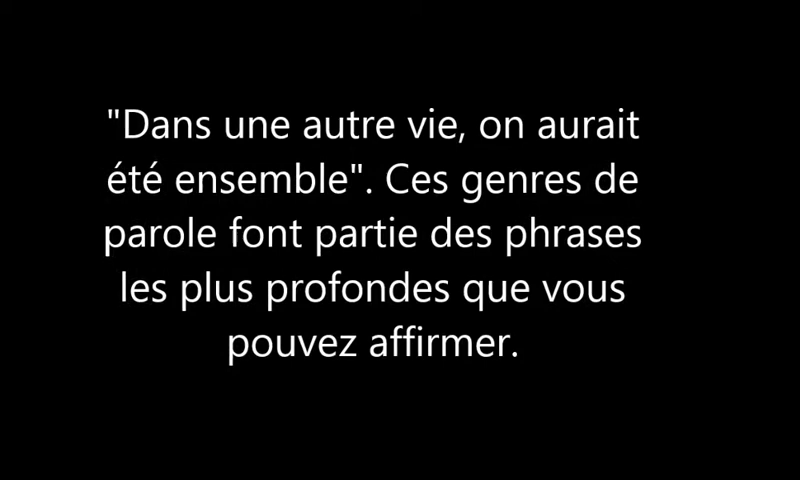 "Dans une autre vie, on aurait
été ensemble". Ces genres de
parole font partie des phrases
les plus profondes que vous
pouvez affirmer.